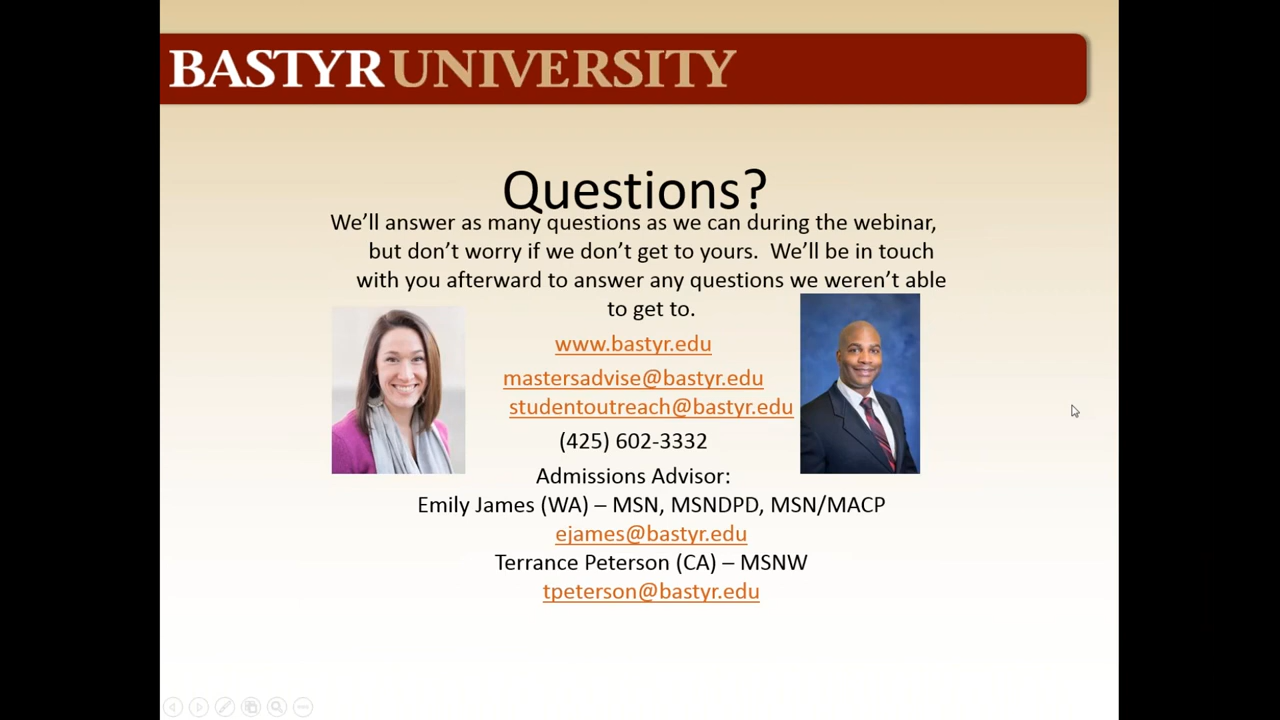 BASTYR UNIVERSITY
Questions?
We’ll answer as many questions as we can during the webinar,
but don’t worry if we don’t get to yours.  We’ll be in touch
with you afterward to answer any questions we weren’t able
to get to.
www.bastyr.edu
mastersadvise@bastyr.edu
studentoutreach@bastyr.edu
(425) 602-3332
Admissions Advisor:
Emily James (WA) – MSN, MSNDPD, MSN/MACP
ejames@bastyr.edu
Terrance Peterson (CA) – MSNW
tpeterson@bastyr.edu